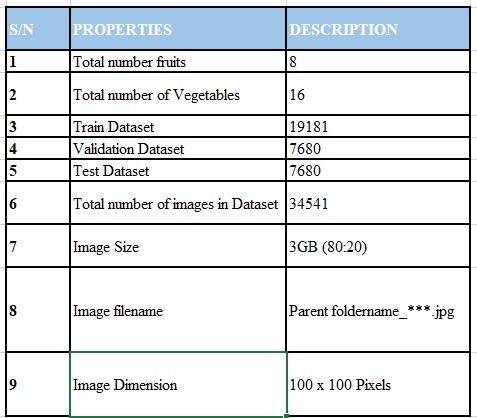 S/N PROPERTIES DESCRIPTION
1 Total number fruits 8
2 Total number of Vegetables 16
3 Train Dataset 19181
4 Validation Dataset 7680
5 Test Dataset 7680
6 Total number of images in Dataset 34541
7 Image Size 3GB (80:20)
8 Image filename Parent foldername_***.jpg
9 Image Dimension 100 x 100 Pixels